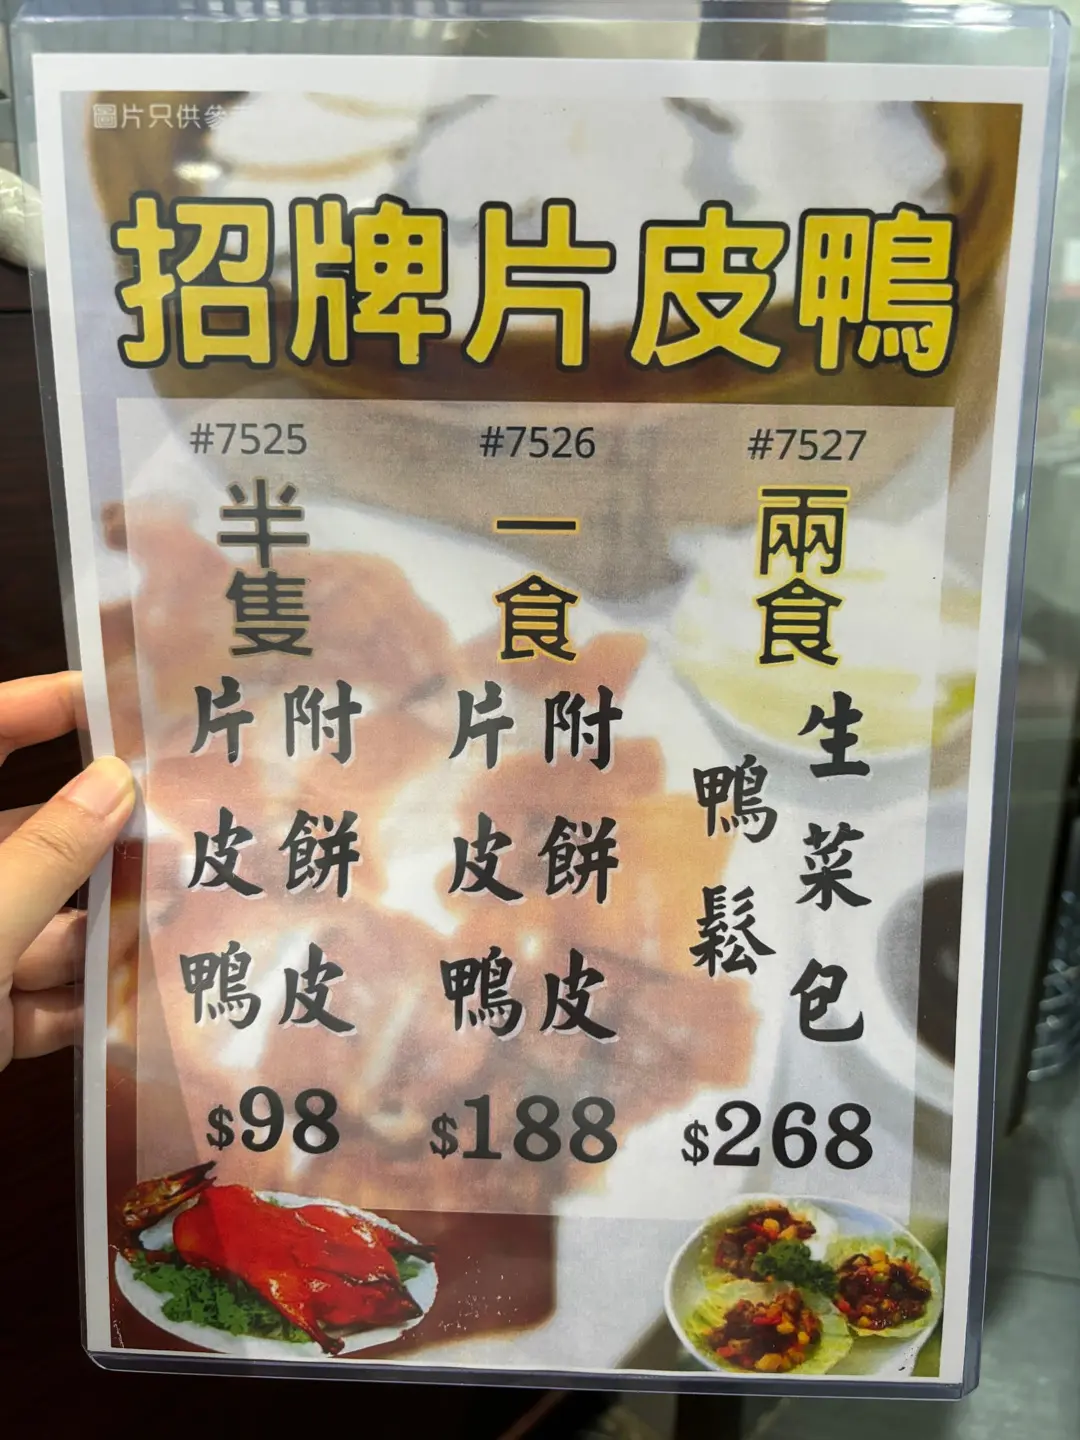 圖片只供參
招牌片皮鴨
#7525
半隻
附餅皮
片皮鴨
$98
#7526
一食
附餅皮
片皮鴨
$188
#7527
兩食
生菜包
鴨鬆
$268